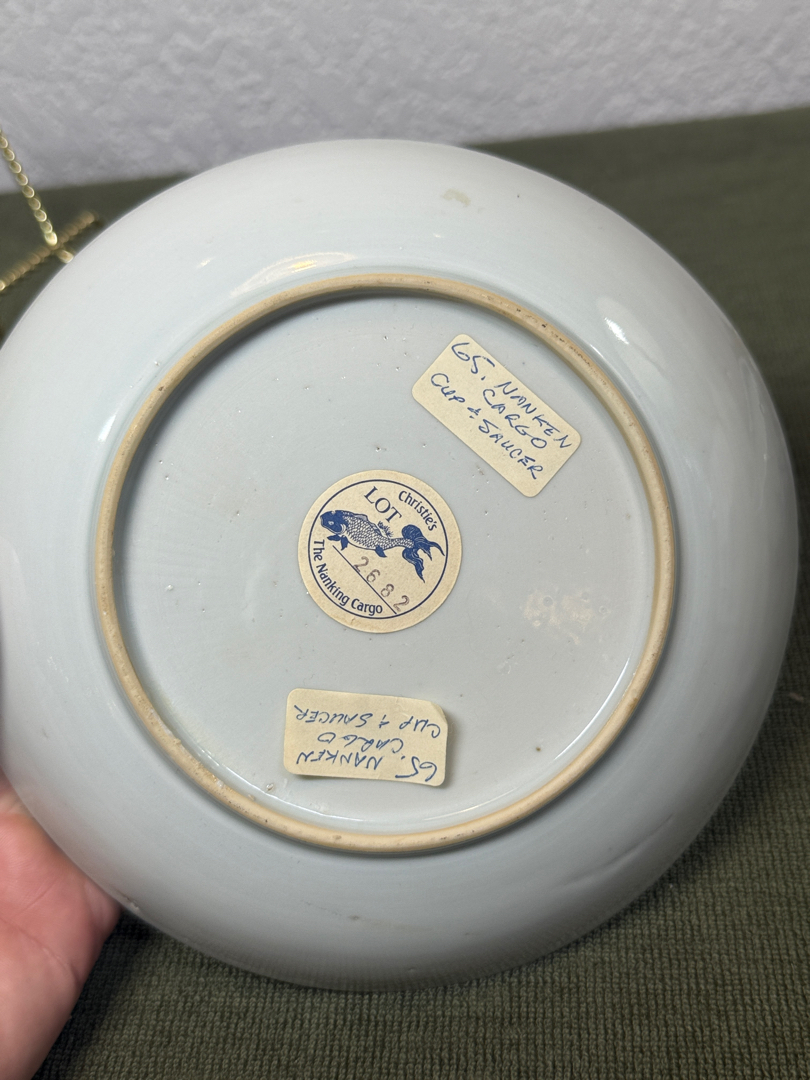 65. NANKEN
CARGO
CUP & SAUCER
Christie's
LOT
2682
The Nanking Cargo
65. NANKEN
CARGO
CUP & SAUCER